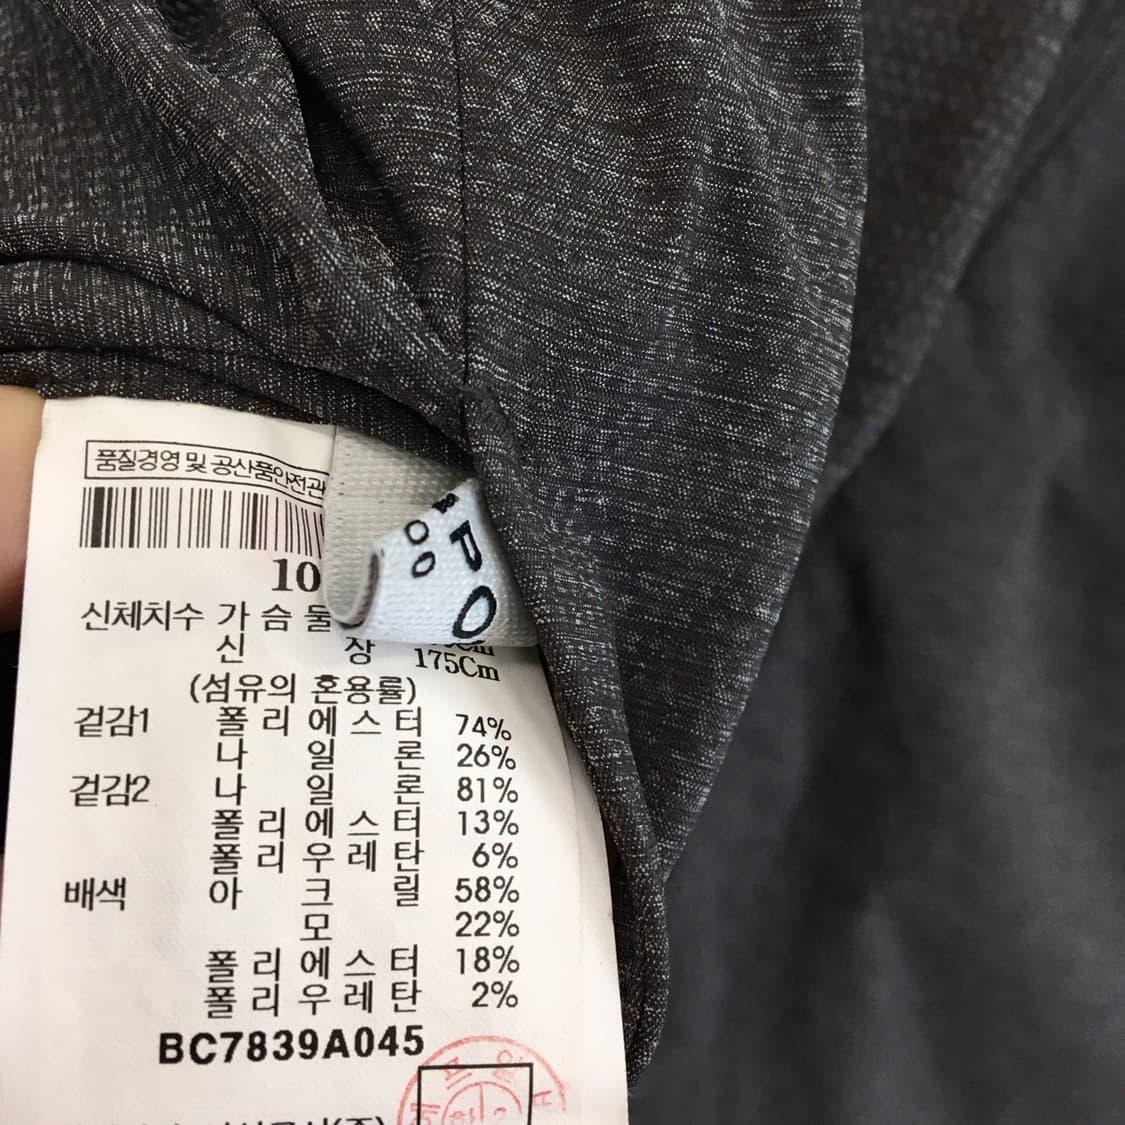 품질경영 및 공산품안전관
10
신체치수 가 슴 둘
신 장 175Cm
(섬유의 혼용률)
겉감1 폴 리 에 스 터 74%
나 일 론 26%
겉감2 나 일 론 81%
폴 리 에 스 터 13%
폴 리 우 레 탄 6%
배색 아 크 릴 58%
모 22%
폴 리 에 스 터 18%
폴 리 우 레 탄 2%
BC7839A045